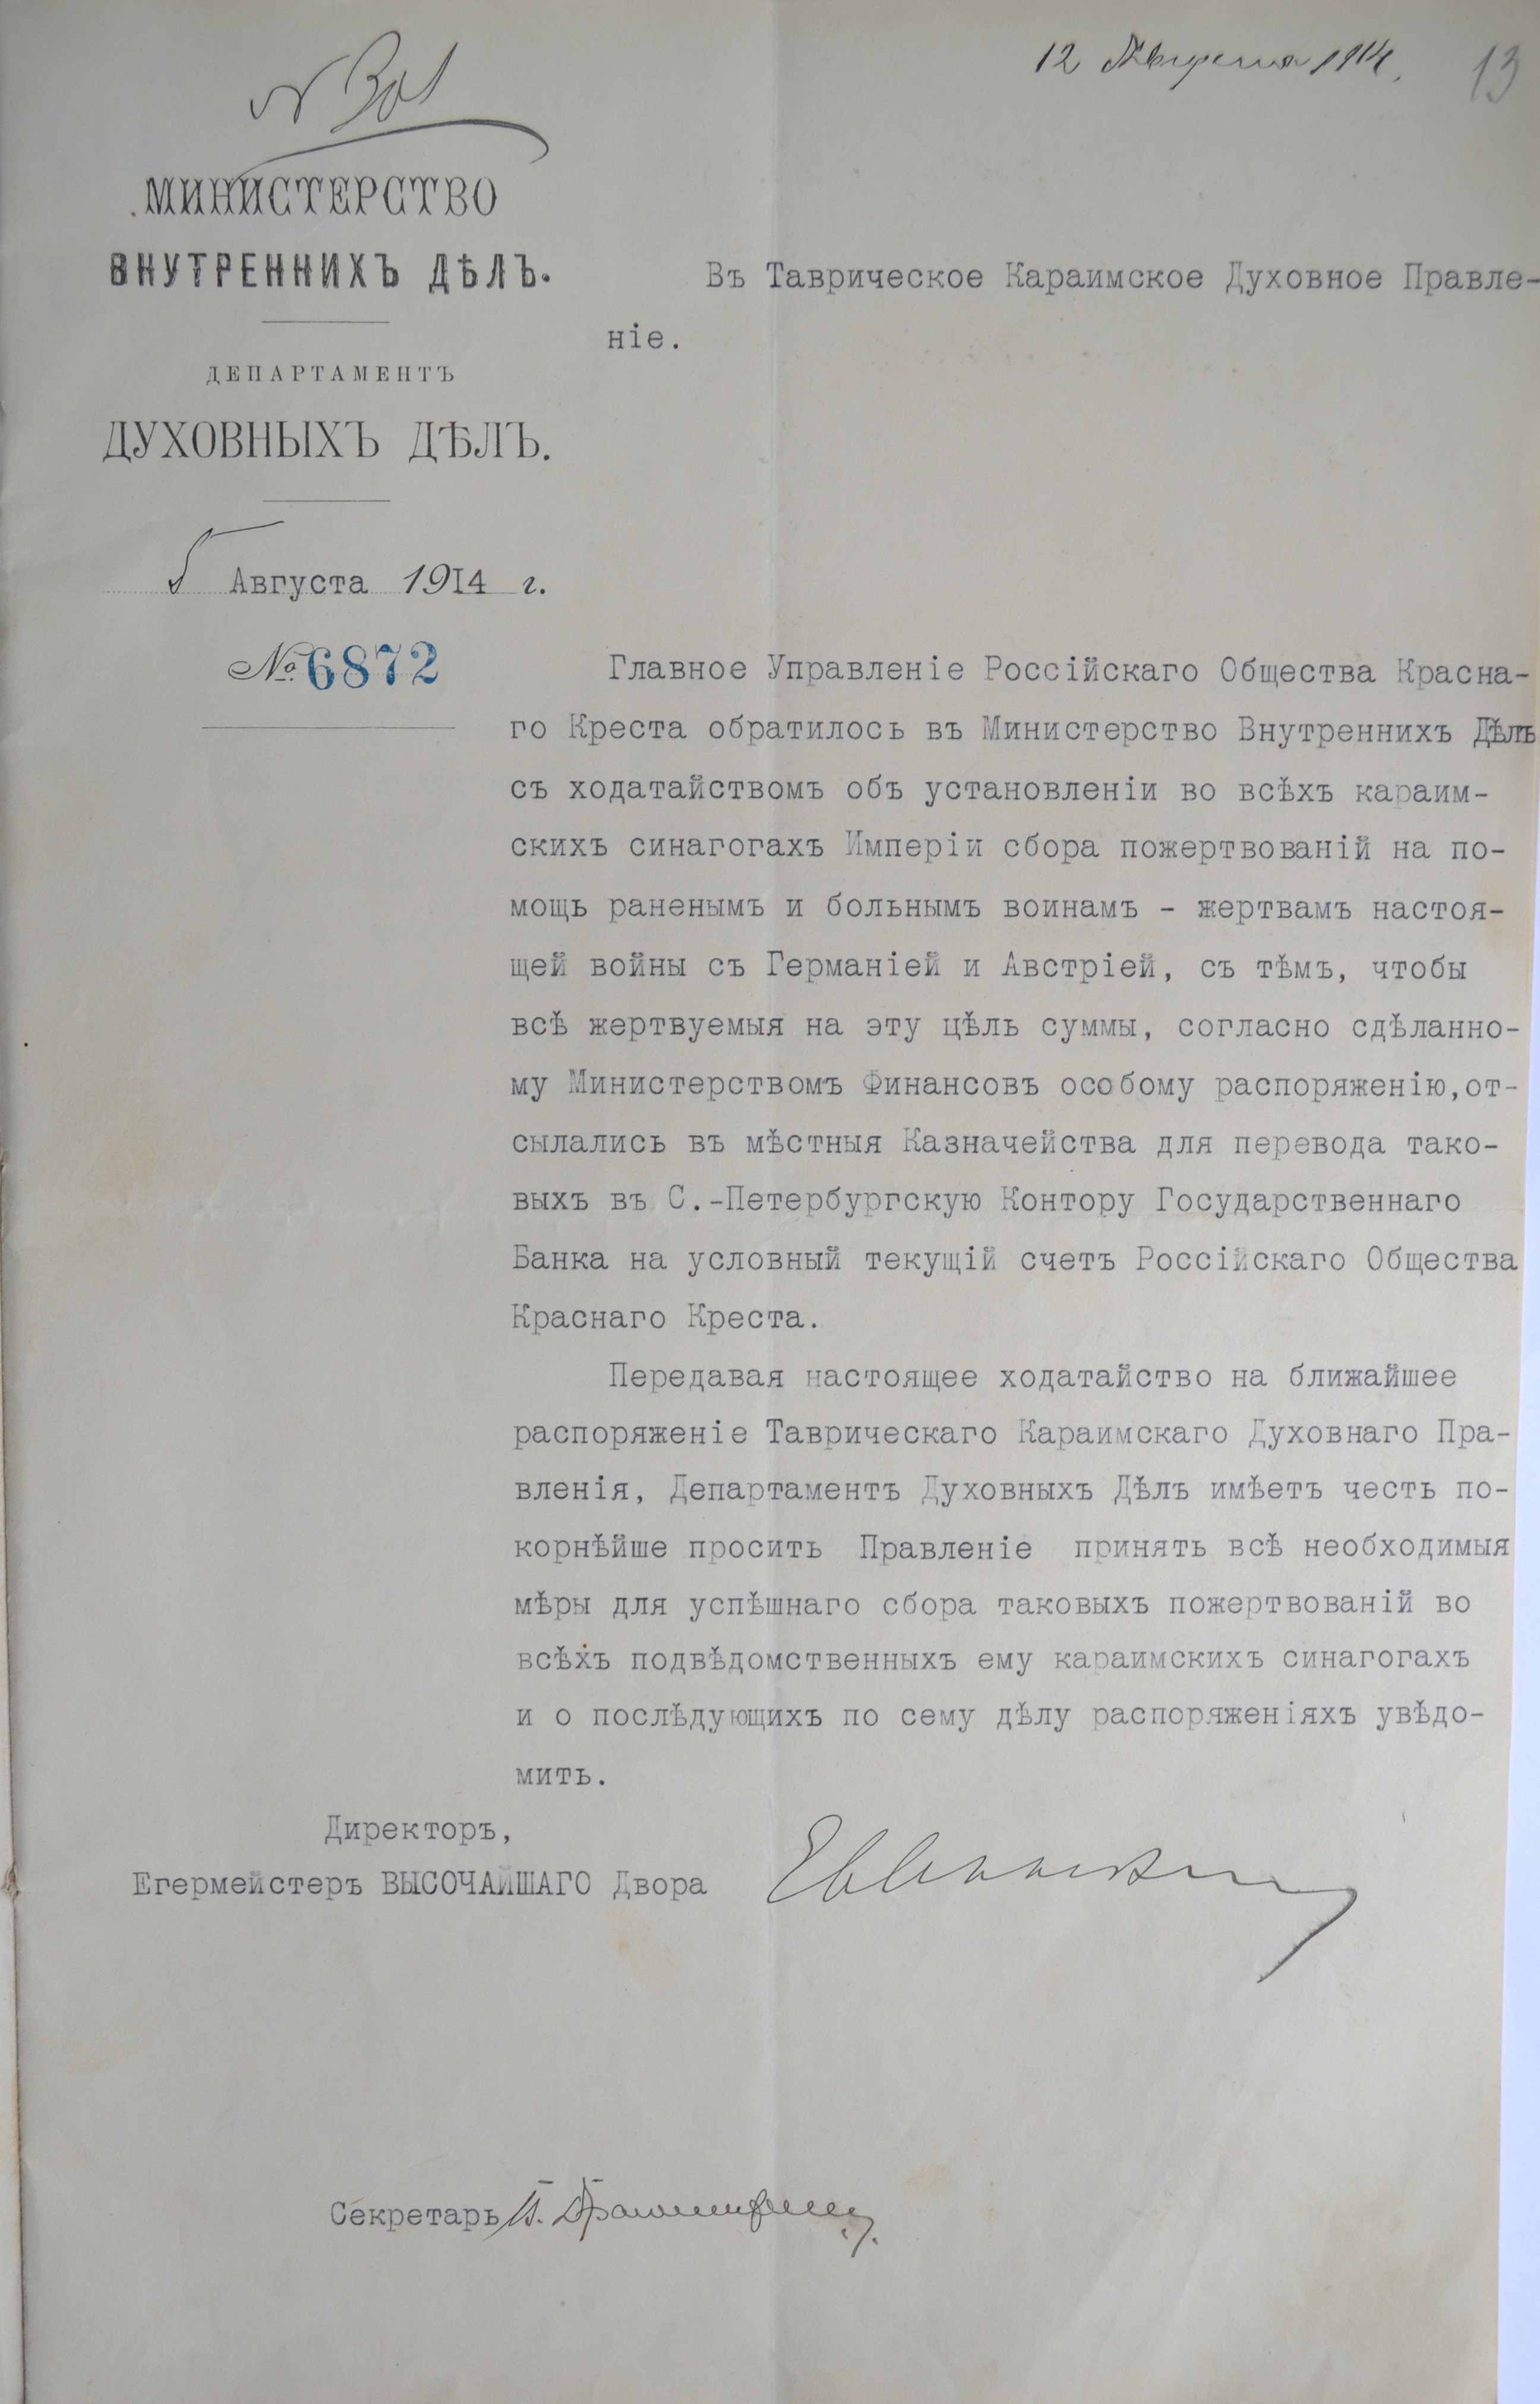 12 Августа 1914.
13
МИНИСТЕРСТВО
ВНУТРЕННИХЪ ДѢЛЪ.
ДЕПАРТАМЕНТЪ
ДУХОВНЫХЪ ДѢЛЪ.
5 Августа 1914 г.
№ 6872
Въ Таврическое Караимское Духовное Правле-
ніе.
Главное Управленіе Россійскаго Общества Красна-
го Креста обратилось въ Министерство Внутреннихъ Дѣлъ
съ ходатайствомъ объ установленіи во всѣхъ караим-
скихъ синагогахъ Имперіи сбора пожертвованій на по-
мощь раненымъ и больнымъ воинамъ - жертвамъ настоя-
щей войны съ Германіей и Австріей, съ тѣмъ, чтобы
всѣ жертвуемыя на эту цѣль суммы, согласно сдѣланно-
му Министерствомъ Финансовъ особому распоряженію,от-
сылались въ мѣстныя Казначейства для перевода тако-
выхъ въ С.-Петербургскую Контору Государственнаго
Банка на условный текущій счетъ Россійскаго Общества
Краснаго Креста.
Передавая настоящее ходатайство на ближайшее
распоряженіе Таврическаго Караимскаго Духовнаго Пра-
вленія, Департаментъ Духовныхъ Дѣлъ имѣетъ честь по-
корнѣйше просить Правленіе принять всѣ необходимыя
мѣры для успѣшнаго сбора таковыхъ пожертвованій во
всѣхъ подвѣдомственныхъ ему караимскихъ синагогахъ
и о послѣдующихъ по сему дѣлу распоряженіяхъ увѣдо-
мить.
Директоръ,
Егермейстеръ ВЫСОЧАЙШАГО Двора
Секретарь